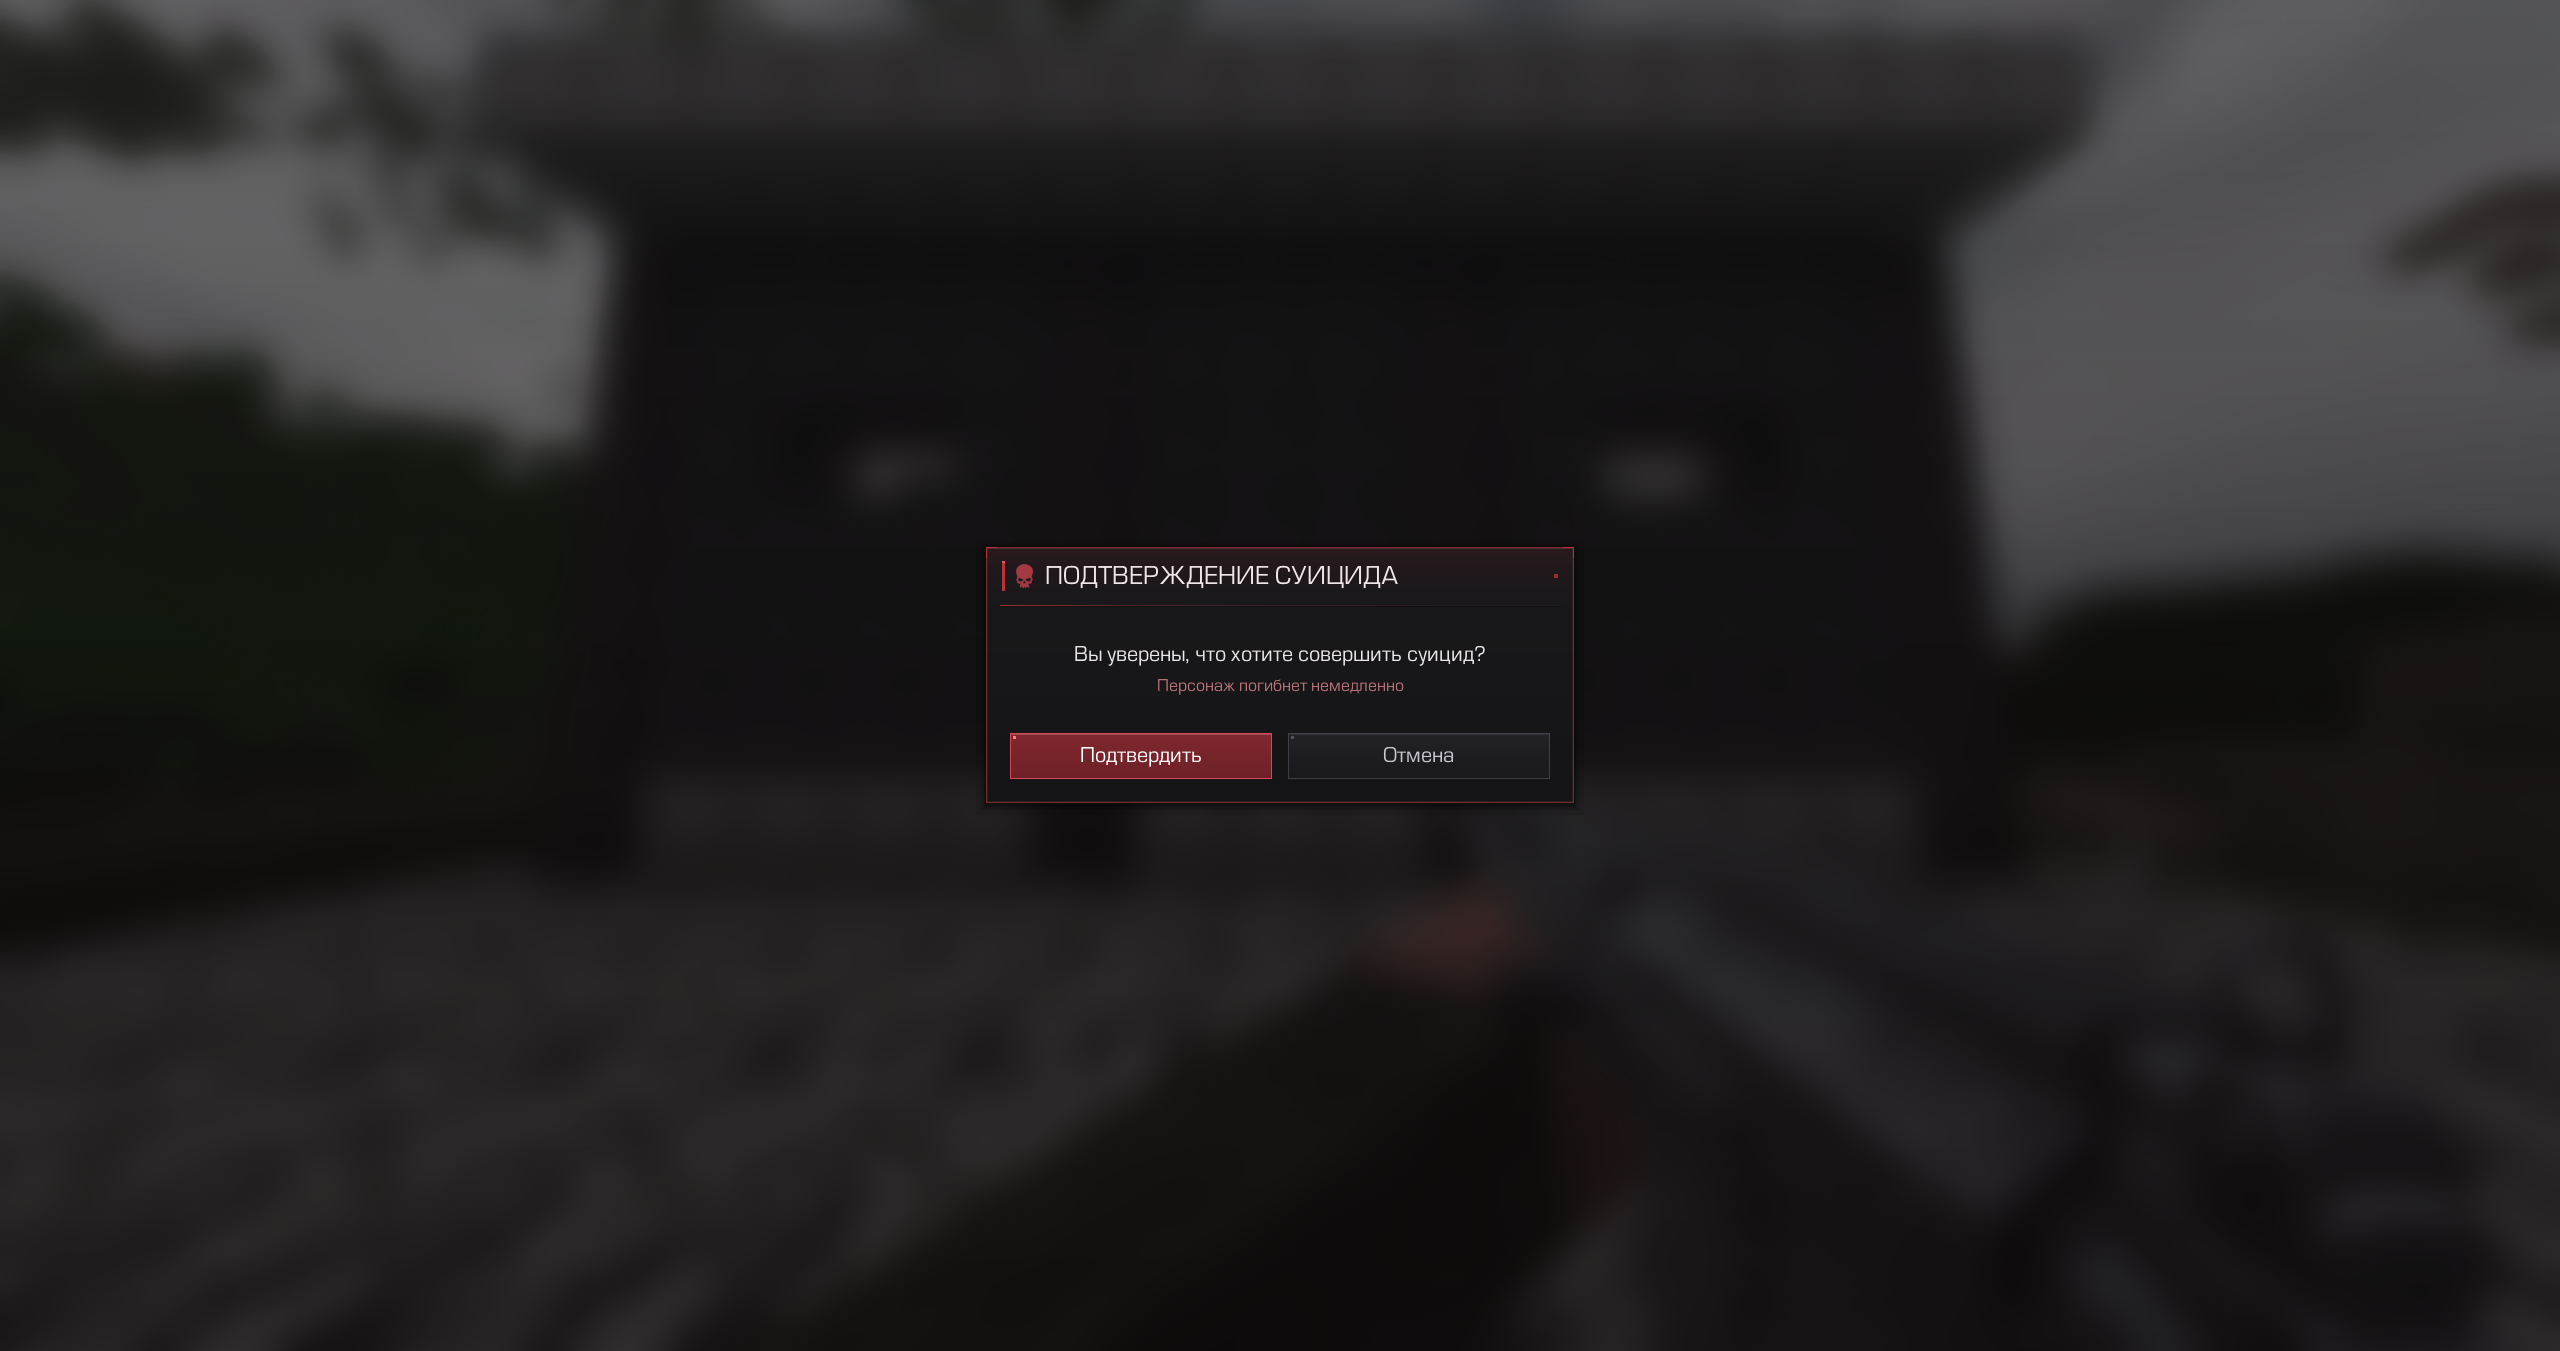 ПОДТВЕРЖДЕНИЕ СУИЦИДА
Вы уверены, что хотите совершить суицид?
Персонаж погибнет немедленно
Подтвердить
Отмена